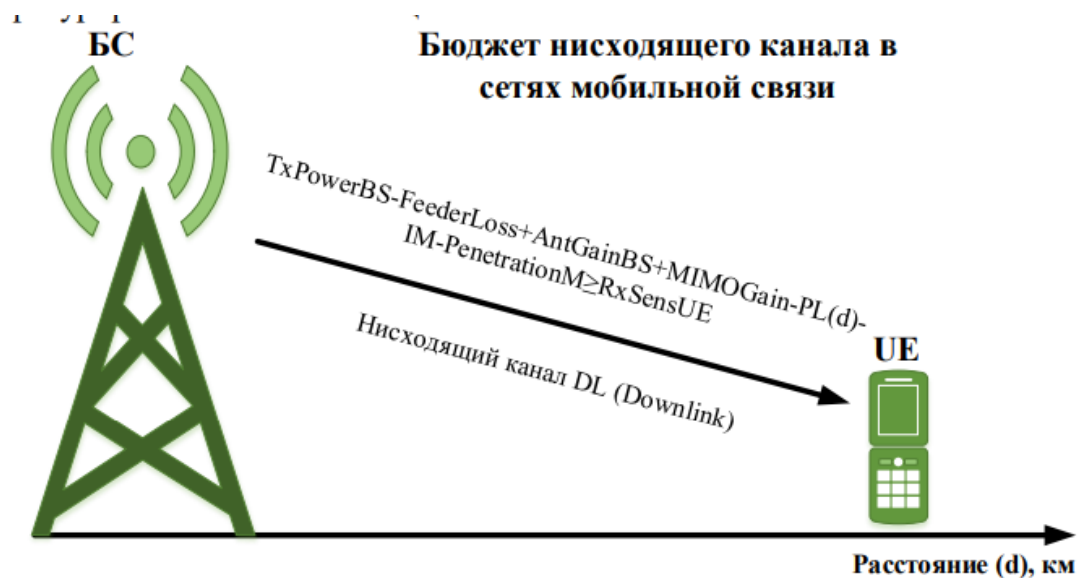 БС
Бюджет нисходящего канала в
сетях мобильной связи
TxPowerBS-FeederLoss+AntGainBS+MIMOGain-PL(d)-
IM-PenetrationM≥RxSensUE
Нисходящий канал DL (Downlink)
UE
Расстояние (d), км